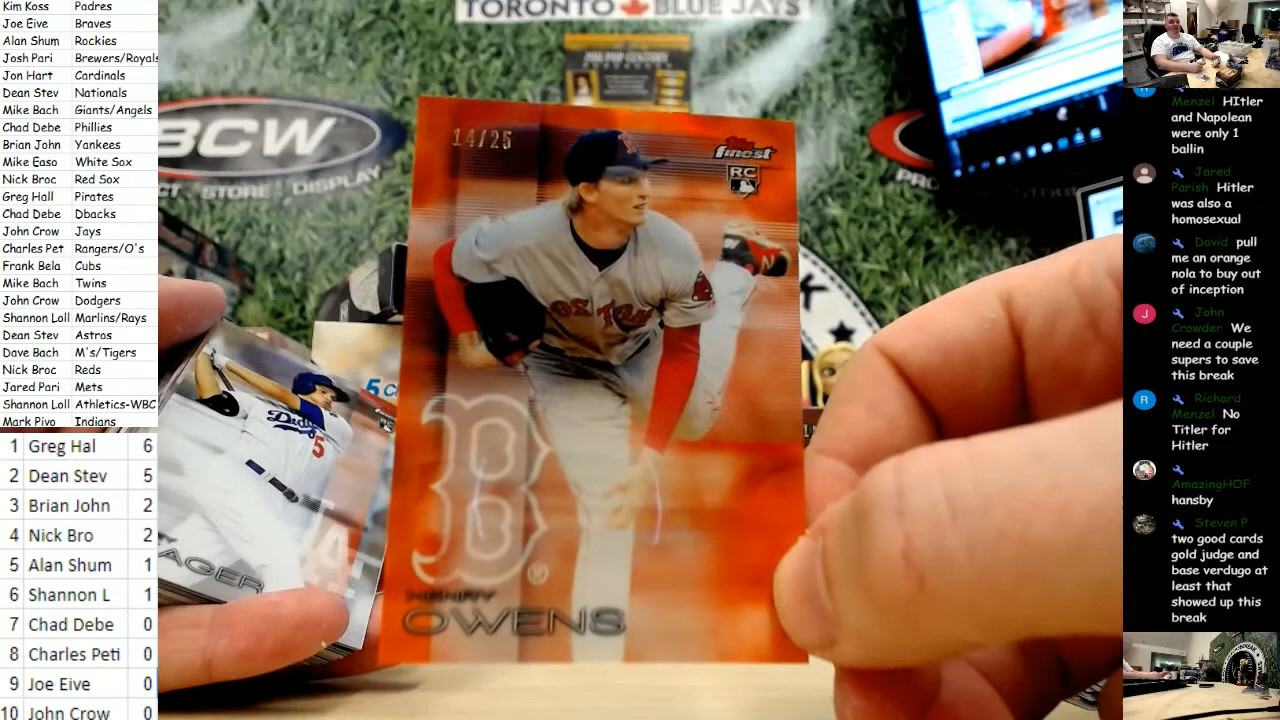 Kim Koss Padres
Joe Eive Braves
Alan Shum Rockies
Josh Pari Brewers/Royals
Jon Hart Cardinals
Dean Stev Nationals
Mike Bach Giants/Angels
Chad Debe Phillies
Brian John Yankees
Mike Easo White Sox
Nick Broc Red Sox
Greg Hall Pirates
Chad Debe Dbacks
John Crow Jays
Charles Pet Rangers/O's
Frank Bela Cubs
Mike Bach Twins
John Crow Dodgers
Shannon Loll Marlins/Rays
Dean Stev Astros
Dave Bach M's/Tigers
Nick Broc Reds
Jared Pari Mets
Shannon Loll Athletics-WBC
Mark Pivo Indians
1 Greg Hal 6
2 Dean Stev 5
3 Brian John 2
4 Nick Bro 2
5 Alan Shum 1
6 Shannon L 1
7 Chad Debe 0
8 Charles Peti 0
9 Joe Eive 0
10 John Crow 0
TORONTO BLUE JAYS
BCW
STORE DISPLAY
14/25
Topps
finest
RC
BOSTON
B
HENRY
OWENS
Dodgers
5
AGER
Menzel HItler
and Napolean
were only 1
ballin
Jared
Parish Hitler
was also a
homosexual
David pull
me an orange
nola to buy out
of inception
J John
Crowder We
need a couple
supers to save
this break
R Richard
Menzel No
Titler for
Hitler
AmazingHOF
hansby
Steven P
two good cards
gold judge and
base verdugo at
least that
showed up this
break